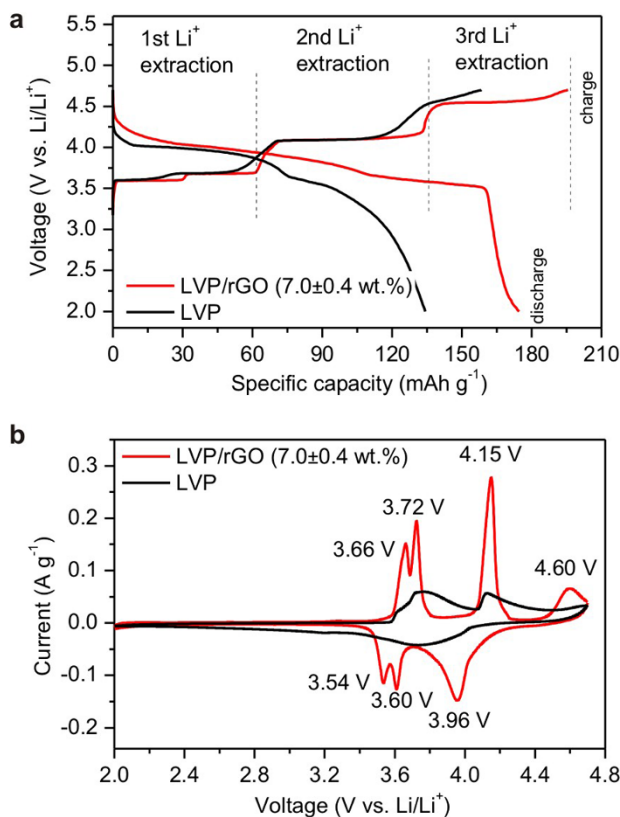 a
1st Li⁺ extraction
2nd Li⁺ extraction
3rd Li⁺ extraction
charge
discharge
LVP/rGO (7.0±0.4 wt.%)
LVP
Voltage (V vs. Li/Li⁺)
5.5
5.0
4.5
4.0
3.5
3.0
2.5
2.0
0 30 60 90 120 150 180 210
Specific capacity (mAh g⁻¹)
b
LVP/rGO (7.0±0.4 wt.%)
LVP
4.15 V
3.72 V
3.66 V
4.60 V
3.54 V
3.60 V
3.96 V
Current (A g⁻¹)
0.3
0.2
0.1
0.0
-0.1
-0.2
2.0 2.4 2.8 3.2 3.6 4.0 4.4 4.8
Voltage (V vs. Li/Li⁺)